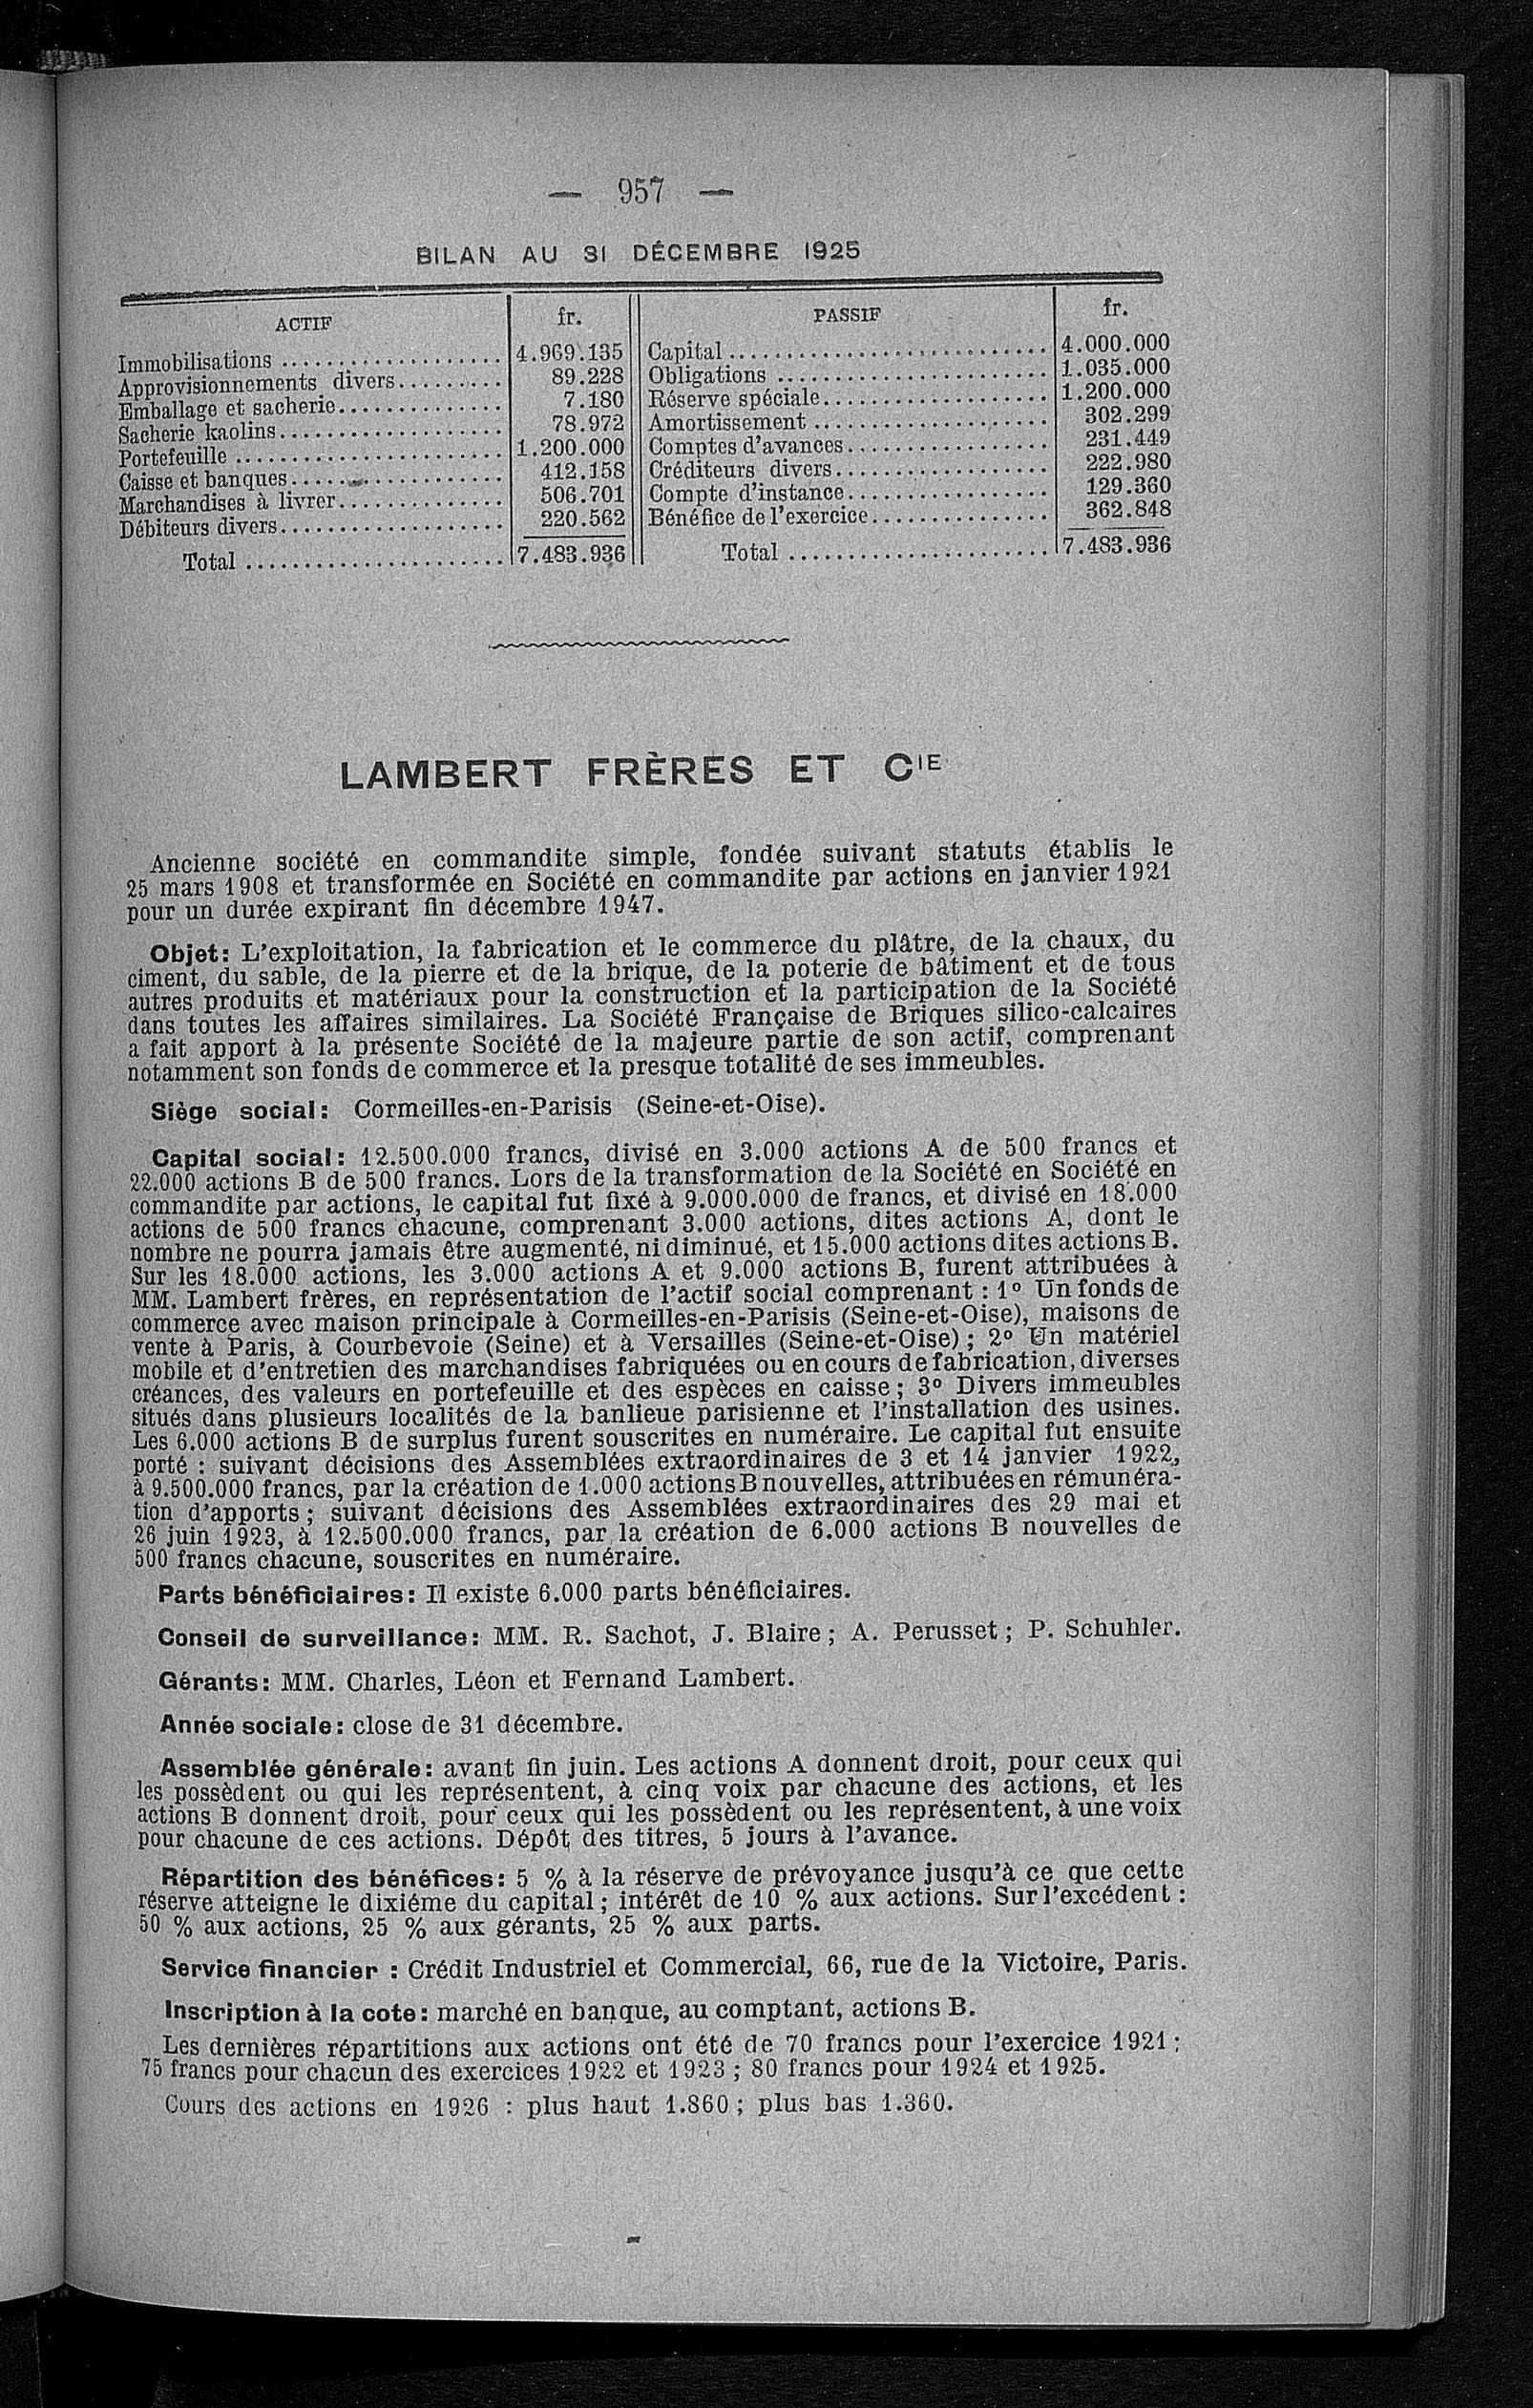 — 957 —
BILAN AU 31 DÉCEMBRE 1925
ACTIF fr. PASSIF fr.
Immobilisations ................... 4.969.135 Capital ........................... 4.000.000
Approvisionnements divers......... 89.228 Obligations ....................... 1.035.000
Emballage et sacherie.............. 7.180 Réserve spéciale................... 1.200.000
Sacherie kaolins................... 78.972 Amortissement .................... 302.299
Portefeuille ....................... 1.200.000 Comptes d'avances................. 231.449
Caisse et banques.................. 412.158 Créditeurs divers.................. 222.980
Marchandises à livrer.............. 506.701 Compte d'instance................. 129.360
Débiteurs divers................... 220.562 Bénéfice de l'exercice............... 362.848
Total ...................... 7.483.936 Total ...................... 7.483.936
LAMBERT FRÈRES ET CIE
Ancienne société en commandite simple, fondée suivant statuts établis le
25 mars 1908 et transformée en Société en commandite par actions en janvier 1921
pour un durée expirant fin décembre 1947.
Objet: L'exploitation, la fabrication et le commerce du plâtre, de la chaux, du
ciment, du sable, de la pierre et de la brique, de la poterie de bâtiment et de tous
autres produits et matériaux pour la construction et la participation de la Société
dans toutes les affaires similaires. La Société Française de Briques silico-calcaires
a fait apport à la présente Société de la majeure partie de son actif, comprenant
notamment son fonds de commerce et la presque totalité de ses immeubles.
Siège social: Cormeilles-en-Parisis (Seine-et-Oise).
Capital social: 12.500.000 francs, divisé en 3.000 actions A de 500 francs et
22.000 actions B de 500 francs. Lors de la transformation de la Société en Société en
commandite par actions, le capital fut fixé à 9.000.000 de francs, et divisé en 18.000
actions de 500 francs chacune, comprenant 3.000 actions, dites actions A, dont le
nombre ne pourra jamais être augmenté, ni diminué, et 15.000 actions dites actions B.
Sur les 18.000 actions, les 3.000 actions A et 9.000 actions B, furent attribuées à
MM. Lambert frères, en représentation de l'actif social comprenant : 1° Un fonds de
commerce avec maison principale à Cormeilles-en-Parisis (Seine-et-Oise), maisons de
vente à Paris, à Courbevoie (Seine) et à Versailles (Seine-et-Oise) ; 2° Un matériel
mobile et d'entretien des marchandises fabriquées ou en cours de fabrication, diverses
créances, des valeurs en portefeuille et des espèces en caisse ; 3° Divers immeubles
situés dans plusieurs localités de la banlieue parisienne et l'installation des usines.
Les 6.000 actions B de surplus furent souscrites en numéraire. Le capital fut ensuite
porté : suivant décisions des Assemblées extraordinaires de 3 et 14 janvier 1922,
à 9.500.000 francs, par la création de 1.000 actions B nouvelles, attribuées en rémunéra-
tion d'apports ; suivant décisions des Assemblées extraordinaires des 29 mai et
26 juin 1923, à 12.500.000 francs, par la création de 6.000 actions B nouvelles de
500 francs chacune, souscrites en numéraire.
Parts bénéficiaires: Il existe 6.000 parts bénéficiaires.
Conseil de surveillance: MM. R. Sachot, J. Blaire ; A. Perusset ; P. Schuhler.
Gérants: MM. Charles, Léon et Fernand Lambert.
Année sociale: close de 31 décembre.
Assemblée générale: avant fin juin. Les actions A donnent droit, pour ceux qui
les possèdent ou qui les représentent, à cinq voix par chacune des actions, et les
actions B donnent droit, pour ceux qui les possèdent ou les représentent, à une voix
pour chacune de ces actions. Dépôt des titres, 5 jours à l'avance.
Répartition des bénéfices: 5 % à la réserve de prévoyance jusqu'à ce que cette
réserve atteigne le dixiéme du capital ; intérêt de 10 % aux actions. Sur l'excédent :
50 % aux actions, 25 % aux gérants, 25 % aux parts.
Service financier : Crédit Industriel et Commercial, 66, rue de la Victoire, Paris.
Inscription à la cote: marché en banque, au comptant, actions B.
Les dernières répartitions aux actions ont été de 70 francs pour l'exercice 1921 ;
75 francs pour chacun des exercices 1922 et 1923 ; 80 francs pour 1924 et 1925.
Cours des actions en 1926 : plus haut 1.860 ; plus bas 1.360.